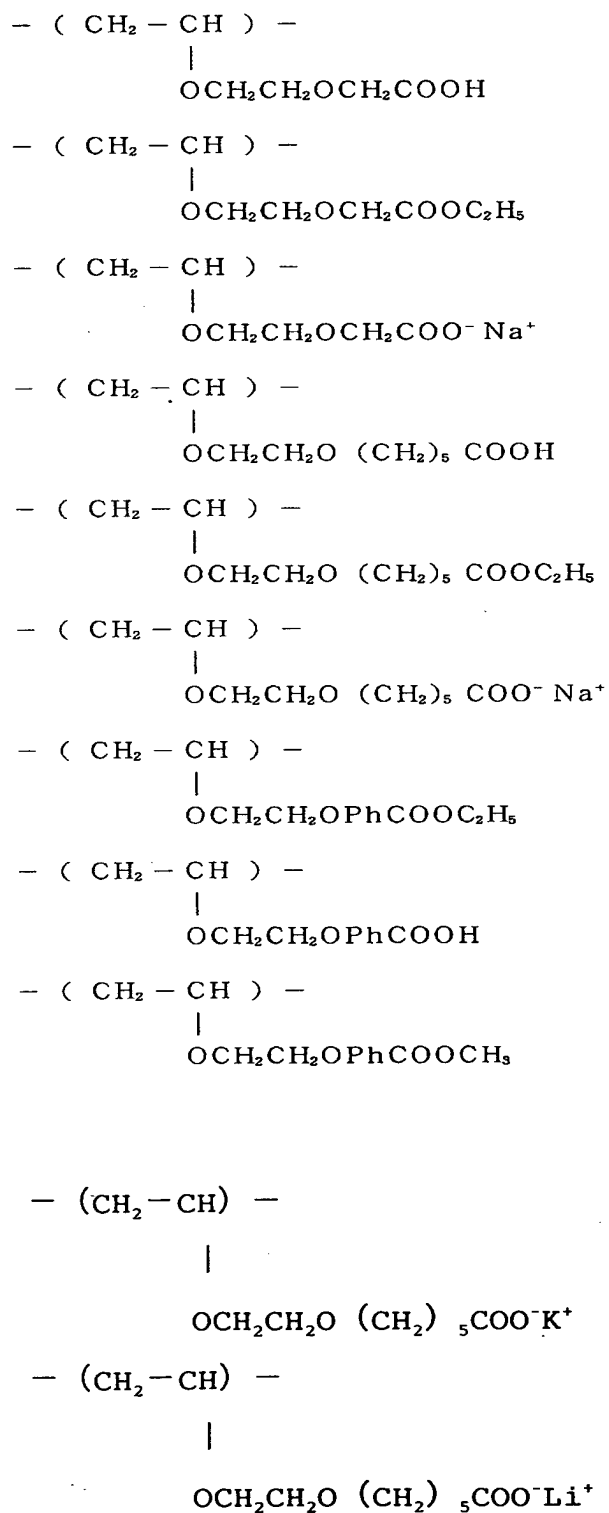 — ( CH₂ — CH ) —
|
OCH₂CH₂OCH₂COOH
— ( CH₂ — CH ) —
|
OCH₂CH₂OCH₂COOC₂H₅
— ( CH₂ — CH ) —
|
OCH₂CH₂OCH₂COO⁻ Na⁺
— ( CH₂ — CH ) —
|
OCH₂CH₂O (CH₂)₅ COOH
— ( CH₂ — CH ) —
|
OCH₂CH₂O (CH₂)₅ COOC₂H₅
— ( CH₂ — CH ) —
|
OCH₂CH₂O (CH₂)₅ COO⁻ Na⁺
— ( CH₂ — CH ) —
|
OCH₂CH₂OPhCOOC₂H₅
— ( CH₂ — CH ) —
|
OCH₂CH₂OPhCOOH
— ( CH₂ — CH ) —
|
OCH₂CH₂OPhCOOCH₃
— (CH₂—CH) —
|
OCH₂CH₂O (CH₂) ₅COO⁻K⁺
— (CH₂—CH) —
|
OCH₂CH₂O (CH₂) ₅COO⁻Li⁺